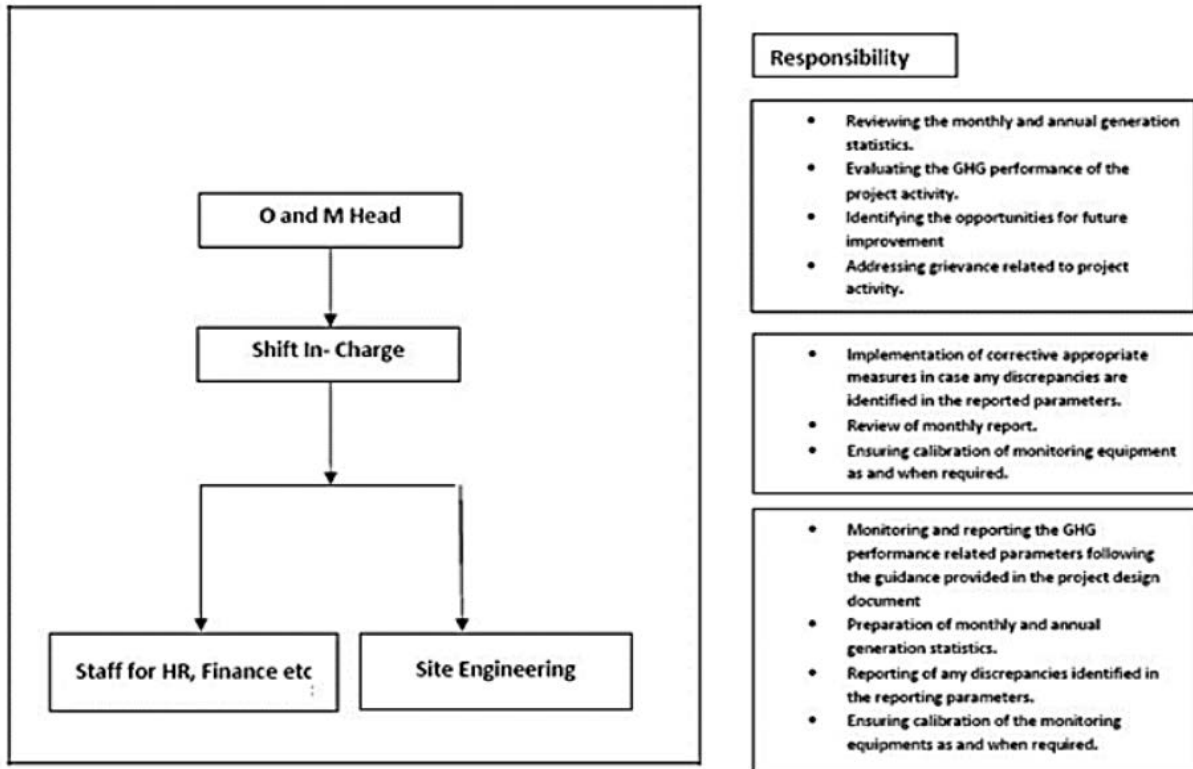 O and M Head
Shift In- Charge
Staff for HR, Finance etc
Site Engineering
Responsibility
• Reviewing the monthly and annual generation
statistics.
• Evaluating the GHG performance of the
project activity.
• Identifying the opportunities for future
improvement
• Addressing grievance related to project
activity.
• Implementation of corrective appropriate
measures in case any discrepancies are
identified in the reported parameters.
• Review of monthly report.
• Ensuring calibration of monitoring equipment
as and when required.
• Monitoring and reporting the GHG
performance related parameters following
the guidance provided in the project design
document
• Preparation of monthly and annual
generation statistics.
• Reporting of any discrepancies identified in
the reporting parameters.
• Ensuring calibration of the monitoring
equipments as and when required.